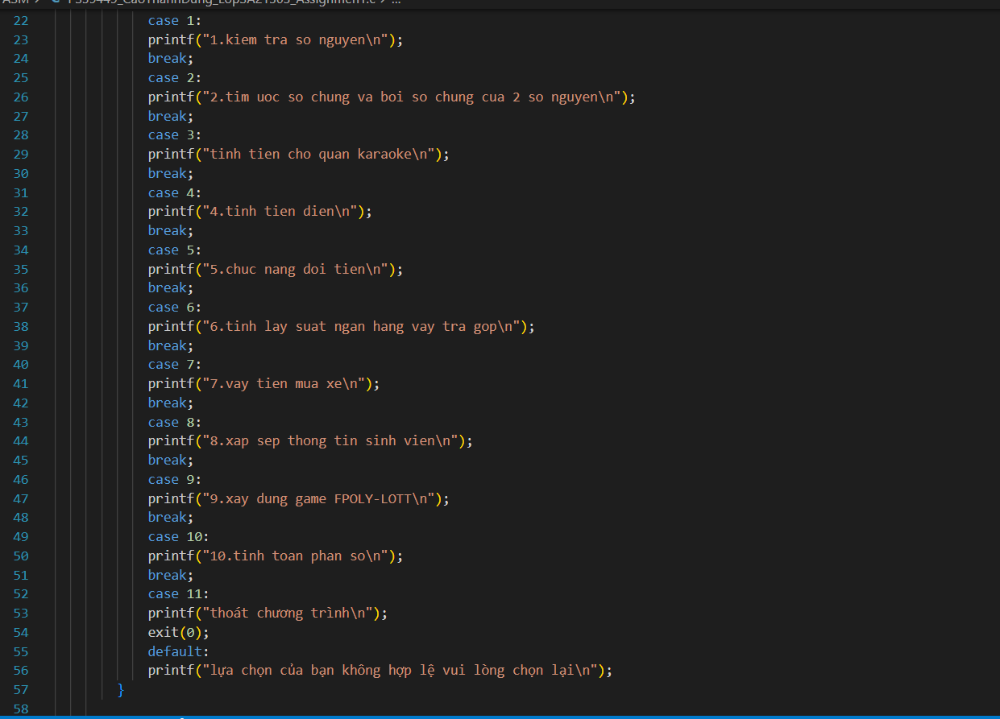 22 case 1:
23 printf("1.kiem tra so nguyen\n");
24 break;
25 case 2:
26 printf("2.tim uoc so chung va boi so chung cua 2 so nguyen\n");
27 break;
28 case 3:
29 printf("tinh tien cho quan karaoke\n");
30 break;
31 case 4:
32 printf("4.tinh tien dien\n");
33 break;
34 case 5:
35 printf("5.chuc nang doi tien\n");
36 break;
37 case 6:
38 printf("6.tinh lay suat ngan hang vay tra gop\n");
39 break;
40 case 7:
41 printf("7.vay tien mua xe\n");
42 break;
43 case 8:
44 printf("8.xap sep thong tin sinh vien\n");
45 break;
46 case 9:
47 printf("9.xay dung game FPOLY-LOTT\n");
48 break;
49 case 10:
50 printf("10.tinh toan phan so\n");
51 break;
52 case 11:
53 printf("thoát chương trình\n");
54 exit(0);
55 default:
56 printf("lựa chọn của bạn không hợp lệ vui lòng chọn lại\n");
57 }
58